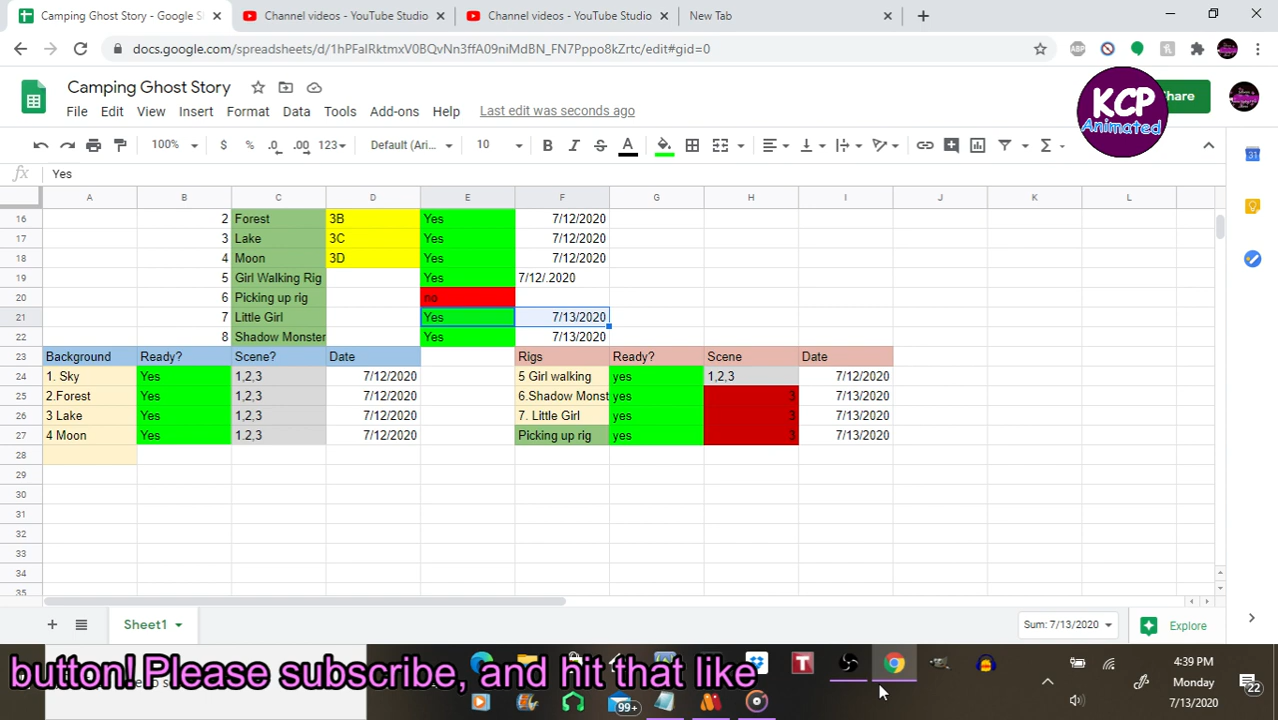 Camping Ghost Story - Google S
Channel videos - YouTube Studio
Channel videos - YouTube Studio
New Tab
docs.google.com/spreadsheets/d/1hPFaIRktmxV0BQvNn3ffA09niMdBN_FN7Pppo8kZrtc/edit#gid=0
ABP
Camping Ghost Story
File Edit View Insert Format Data Tools Add-ons Help Last edit was seconds ago
KCP
Animated
Share
100% $ % .0 .00 123 Default (Ari... 10 B I S A
31
fx Yes
A B C D E F G H I J K L
16 2 Forest 3B Yes 7/12/2020
17 3 Lake 3C Yes 7/12/2020
18 4 Moon 3D Yes 7/12/2020
19 5 Girl Walking Rig Yes 7/12/.2020
20 6 Picking up rig no
21 7 Little Girl Yes 7/13/2020
22 8 Shadow Monster Yes 7/13/2020
23 Background Ready? Scene? Date Rigs Ready? Scene Date
24 1. Sky Yes 1,2,3 7/12/2020 5 Girl walking yes 1,2,3 7/12/2020
25 2.Forest Yes 1,2,3 7/12/2020 6.Shadow Monst yes 3 7/13/2020
26 3 Lake Yes 1,2,3 7/12/2020 7. Little Girl yes 3 7/13/2020
27 4 Moon Yes 1.2,3 7/12/2020 Picking up rig yes 3 7/13/2020
28
29
30
31
32
33
34
35
Sheet1
Sum: 7/13/2020
Explore
button! Please subscribe, and hit that like
T
99+
4:39 PM
Monday
7/13/2020
22